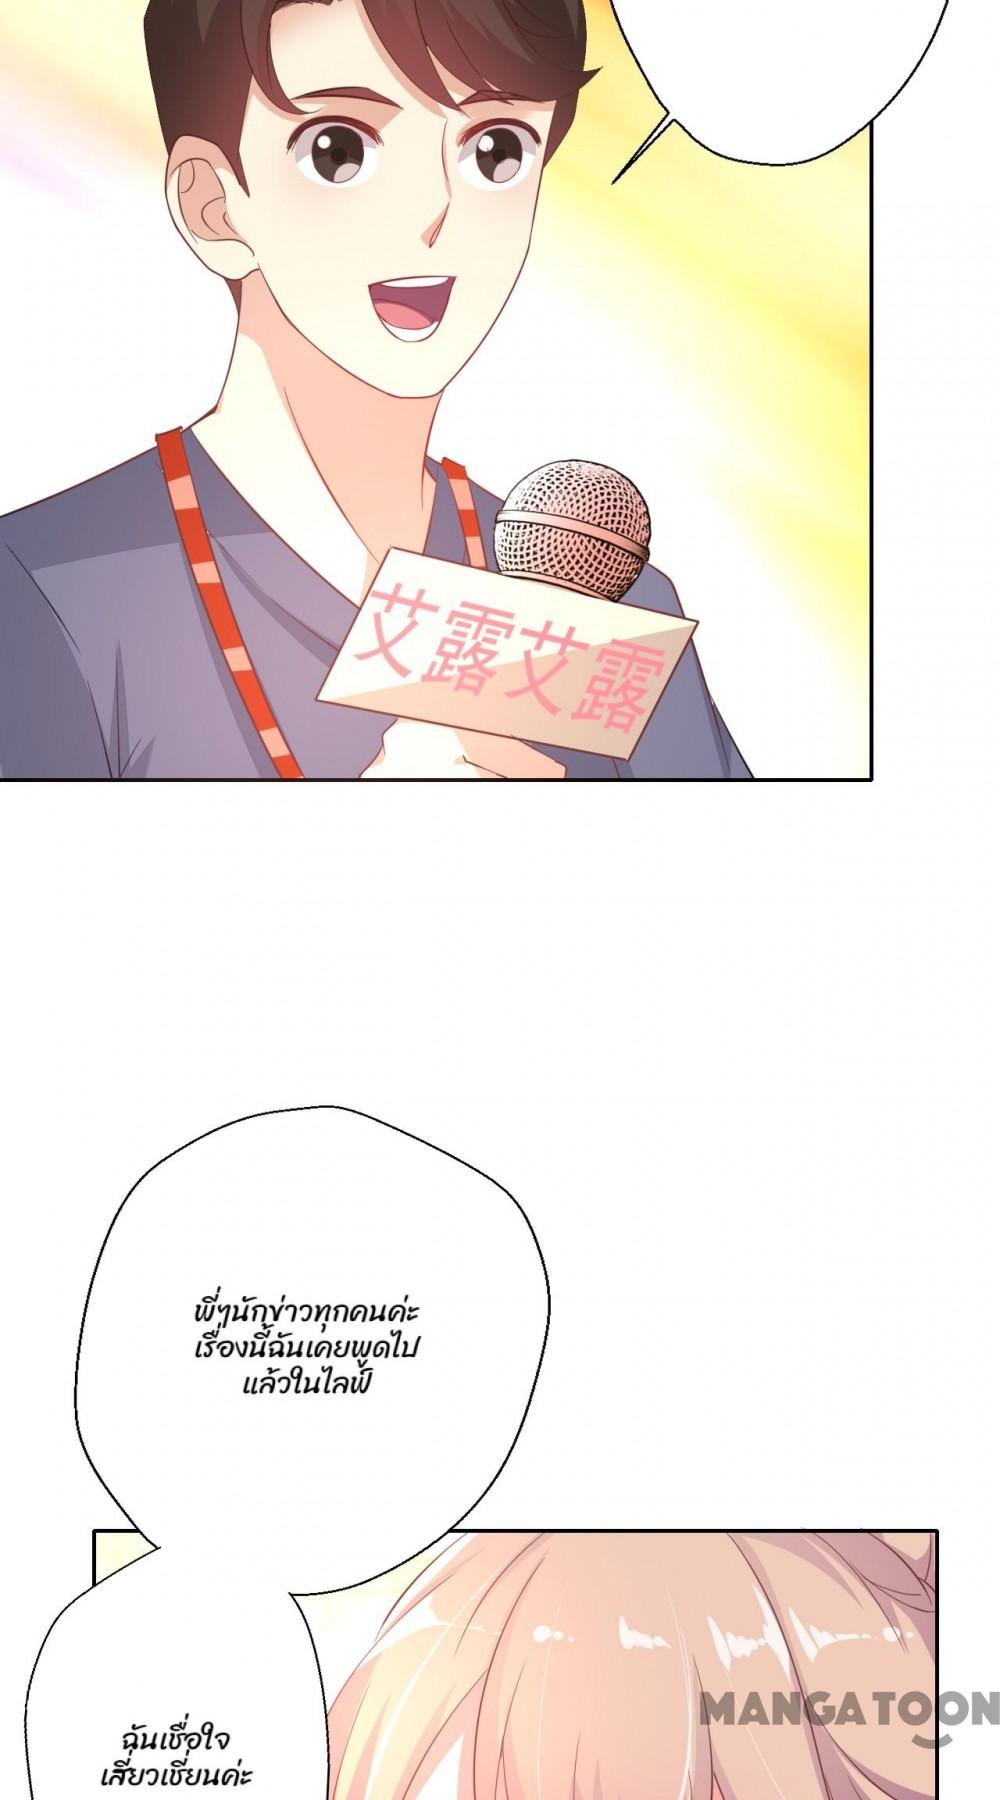 艾露艾露
พี่ๆนักข่าวทุกคนค่ะ
เรื่องนี้ฉันเคยพูดไป
แล้วในไลฟ์
ฉันเชื่อใจ
เสี่ยวเชี่ยนค่ะ
MANGATOON